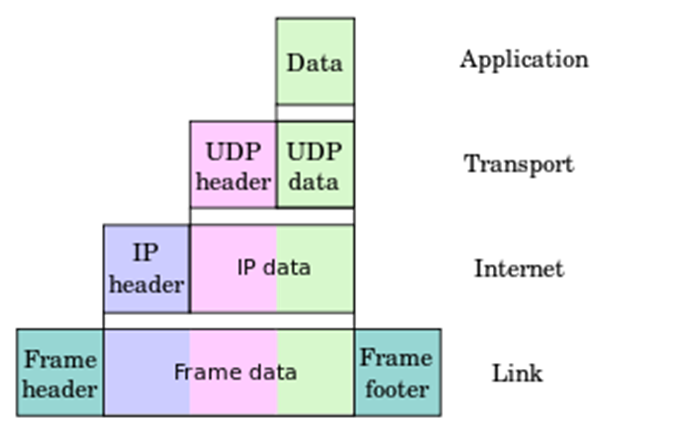 Data
Application
UDP
header
UDP
data
Transport
IP
header
IP data
Internet
Frame
header
Frame data
Frame
footer
Link